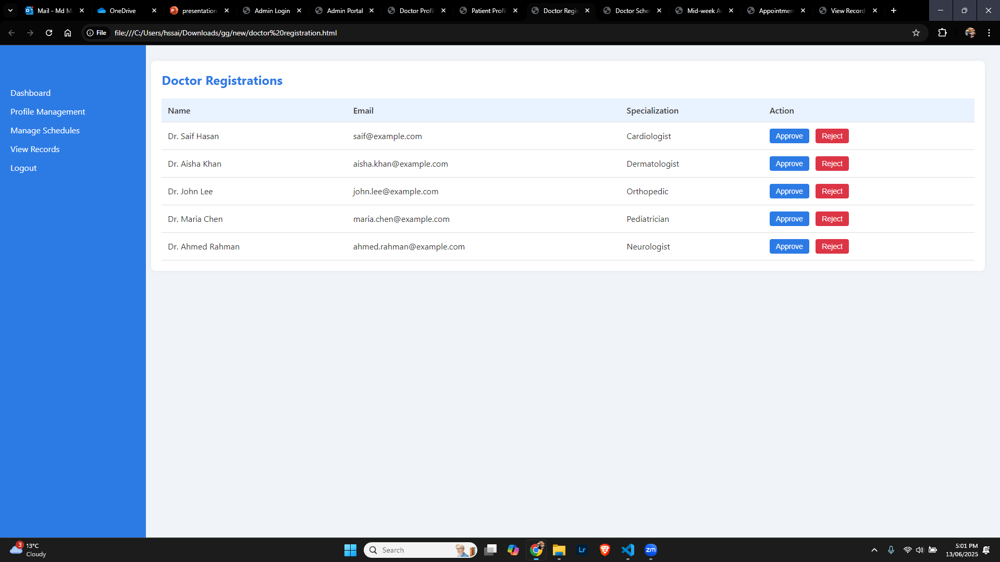 Mail - Md M
OneDrive
presentation
Admin Login
Admin Portal
Doctor Profil
Patient Profil
Doctor Regis
Doctor Sche
Mid-week A
Appointmen
View Record
File
file:///C:/Users/hssai/Downloads/gg/new/doctor%20registration.html
Dashboard
Profile Management
Manage Schedules
View Records
Logout
Doctor Registrations
Name Email Specialization Action
Dr. Saif Hasan saif@example.com Cardiologist Approve Reject
Dr. Aisha Khan aisha.khan@example.com Dermatologist Approve Reject
Dr. John Lee john.lee@example.com Orthopedic Approve Reject
Dr. Maria Chen maria.chen@example.com Pediatrician Approve Reject
Dr. Ahmed Rahman ahmed.rahman@example.com Neurologist Approve Reject
3
13°C
Cloudy
Search
Lr
zm
5:01 PM
13/06/2025